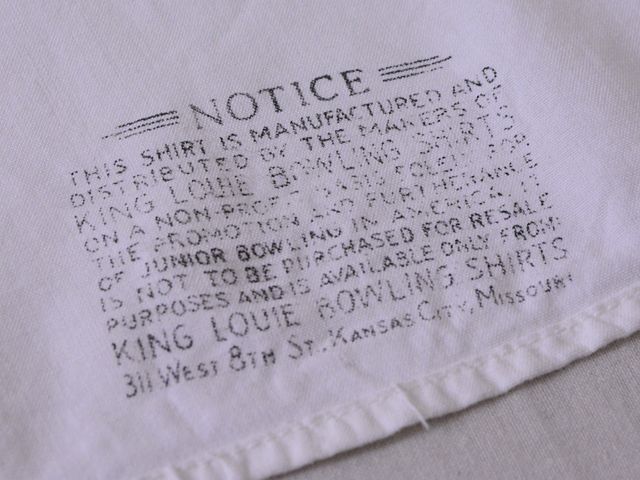 NOTICE
THIS SHIRT IS MANUFACTURED AND
DISTRIBUTED BY THE MAKERS OF
KING LOUIE BOWLING SHIRTS
ON A NON-PROFIT BASIS SOLELY FOR
THE PROMOTION AND FURTHERANCE
OF JUNIOR BOWLING IN AMERICA. IT
IS NOT TO BE PURCHASED FOR RESALE
PURPOSES AND IS AVAILABLE ONLY FROM:
KING LOUIE BOWLING SHIRTS
311 WEST 8TH ST., KANSAS CITY, MISSOURI